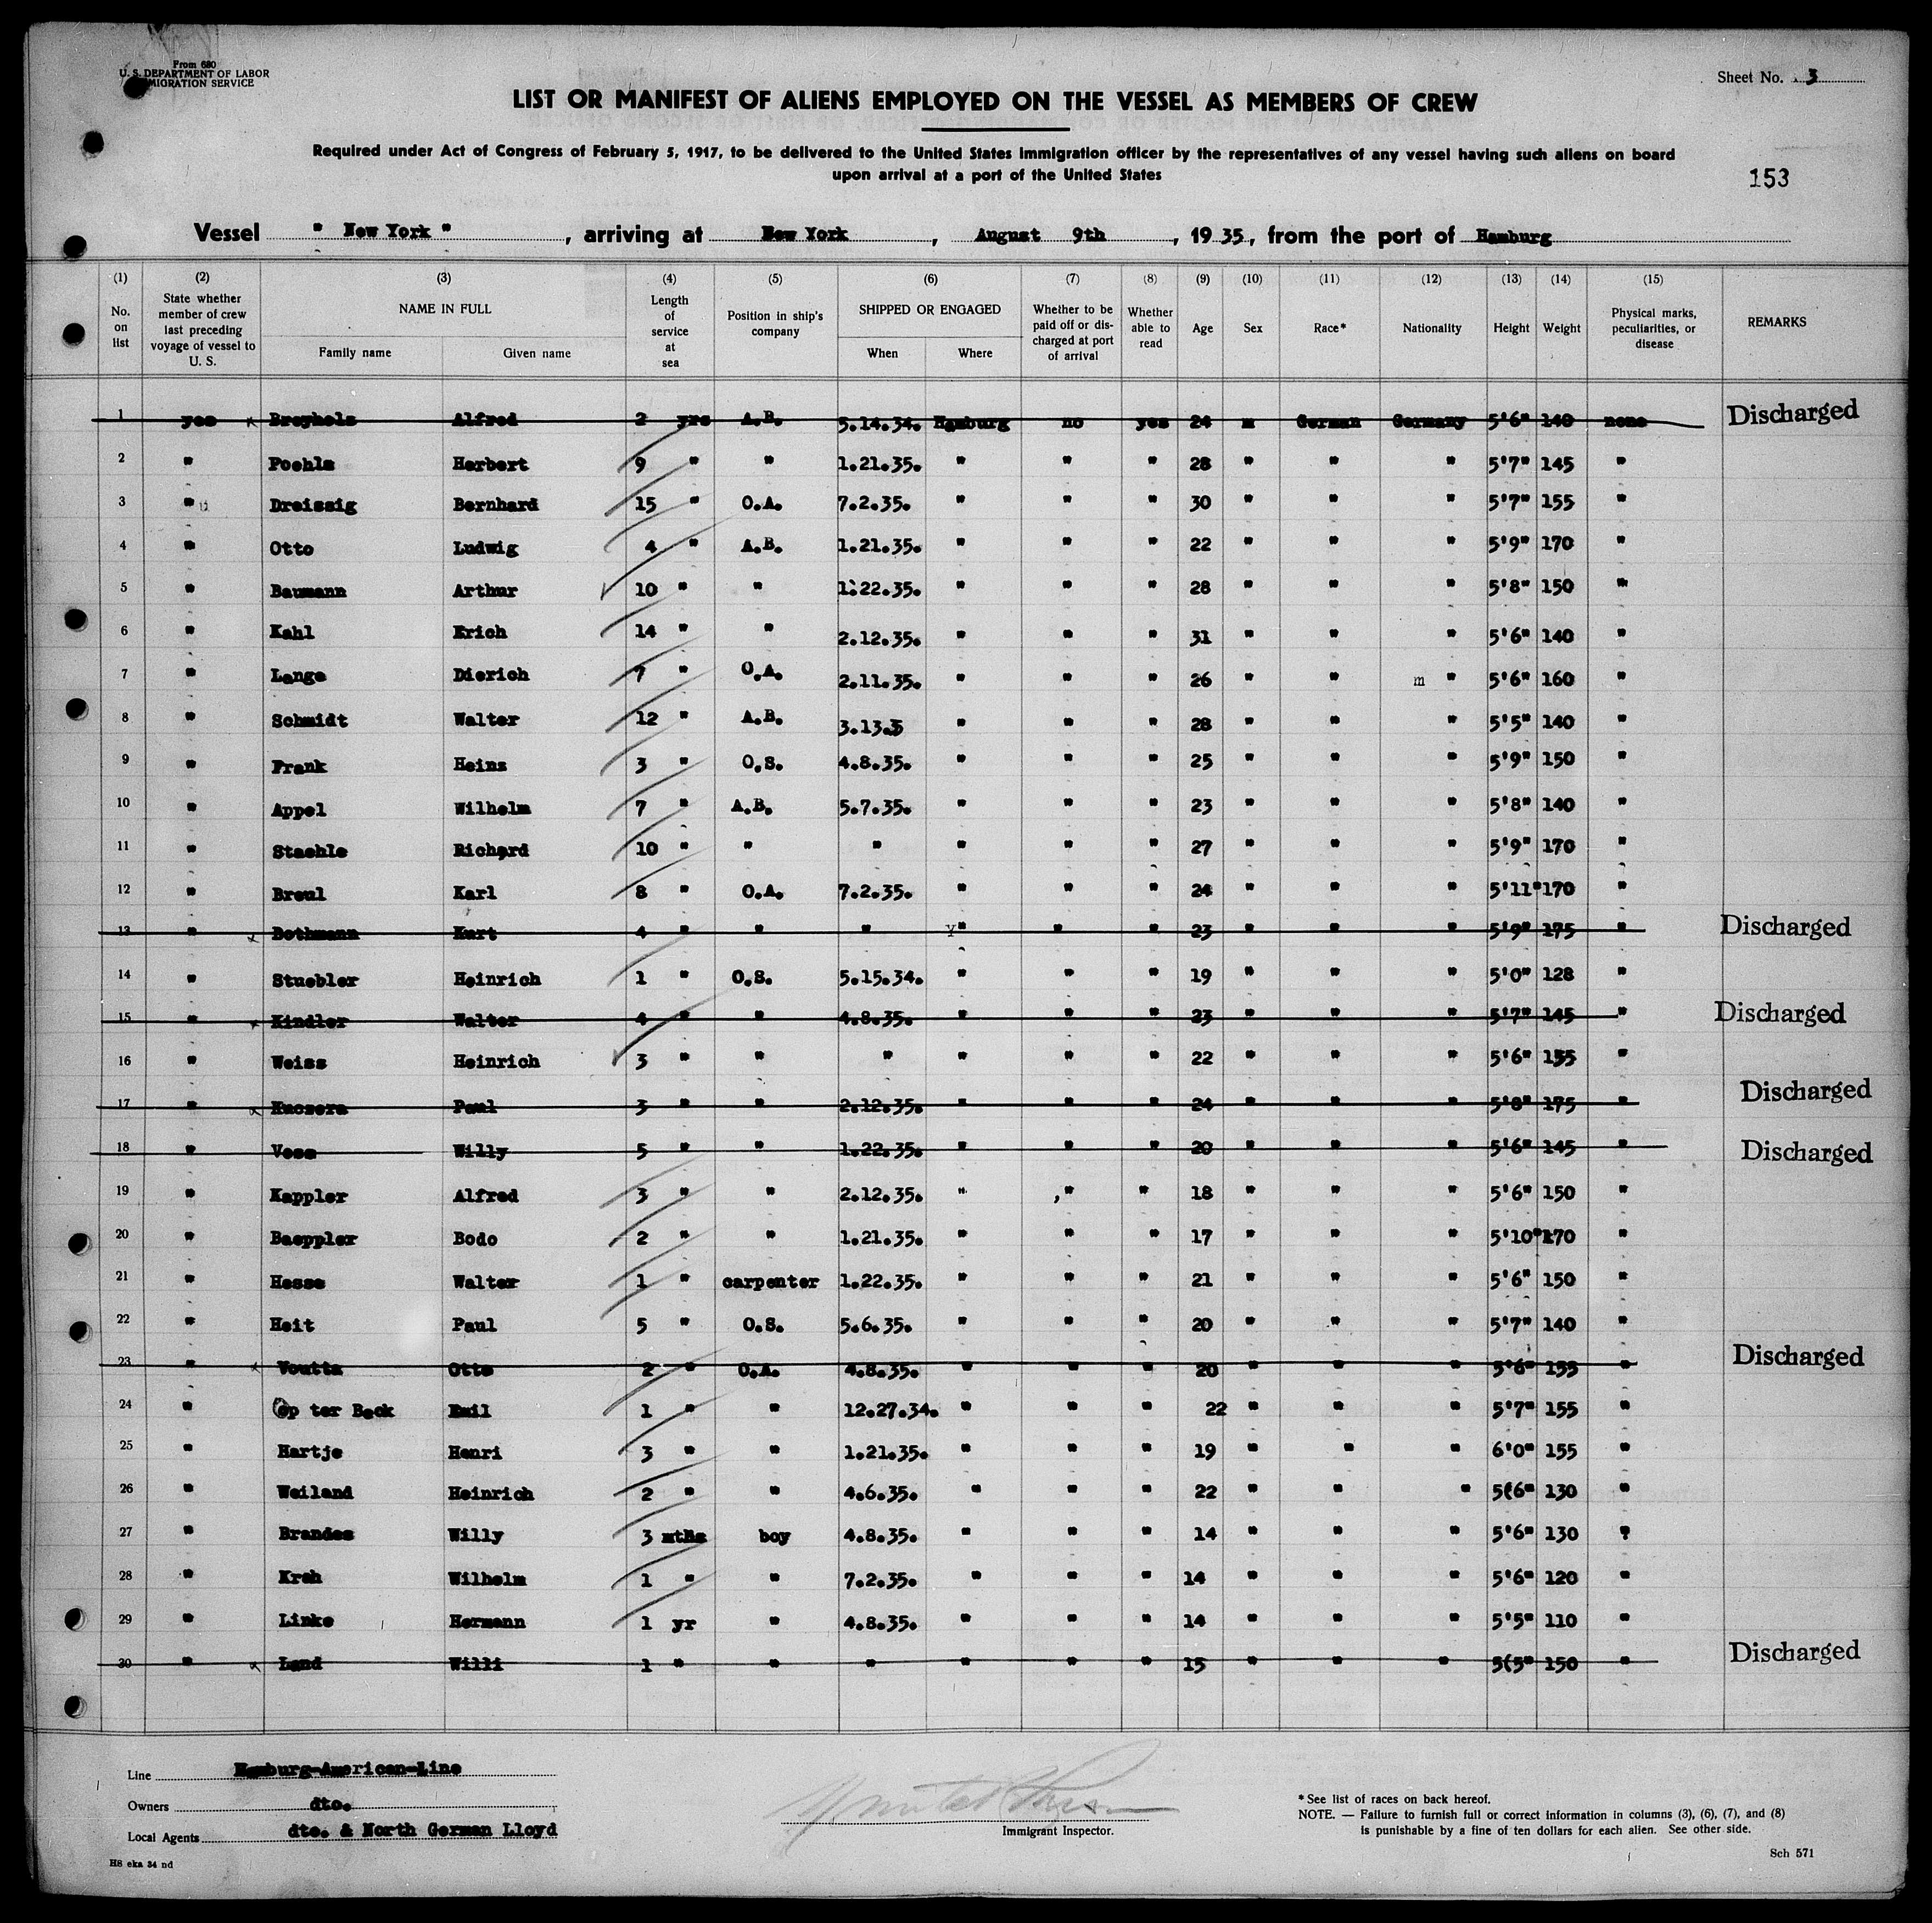 From 680
U. S. DEPARTMENT OF LABOR
IMMIGRATION SERVICE
Sheet No. 3
LIST OR MANIFEST OF ALIENS EMPLOYED ON THE VESSEL AS MEMBERS OF CREW
Required under Act of Congress of February 5, 1917, to be delivered to the United States immigration officer by the representatives of any vessel having such aliens on board
upon arrival at a port of the United States
153
Vessel " New York ", arriving at New York, August 9th, 19 35, from the port of Hamburg
(1) (2) (3) (4) (5) (6) (7) (8) (9) (10) (11) (12) (13) (14) (15)
No. on list | State whether member of crew last preceding voyage of vessel to U. S. | NAME IN FULL Family name Given name | Length of service at sea | Position in ship's company | SHIPPED OR ENGAGED When Where | Whether to be paid off or discharged at port of arrival | Whether able to read | Age | Sex | Race* | Nationality | Height | Weight | Physical marks, peculiarities, or disease | REMARKS
1 yes x Breyhols Alfred 2 yrs A.B. 5.14.34. Hamburg no yes 24 m German Germany 5'6" 140 none Discharged
2 " Poehls Herbert 9 " " 1.21.35. " " " 28 " " " 5'7" 145 "
3 " Dreissig Bernhard 15 " O.A. 7.2.35. " " " 30 " " " 5'7" 155 "
4 " Otto Ludwig 4 " A.B. 1.21.35. " " " 22 " " " 5'9" 170 "
5 " Baumann Arthur 10 " " 1.22.35. " " " 28 " " " 5'8" 150 "
6 " Kahl Erich 14 " " 2.12.35. " " " 31 " " " 5'6" 140 "
7 " Lange Dierich 7 " O.A. 2.11.35. " " " 26 " " m " 5'6" 160 "
8 " Schmidt Walter 12 " A.B. 3.13.3 " " " 28 " " " 5'5" 140 "
9 " Frank Heinz 3 " O.S. 4.8.35. " " " 25 " " " 5'9" 150 "
10 " Appel Wilhelm 7 " A.B. 5.7.35. " " " 23 " " " 5'8" 140 "
11 " Staehle Richard 10 " " " " " " 27 " " " 5'9" 170 "
12 " Breul Karl 8 " O.A. 7.2.35. " " " 24 " " " 5'11" 170 "
13 " x Bothmann Kurt 4 " " " " " " 23 " " " 5'9" 175 " Discharged
14 " Stuebler Heinrich 1 " O.S. 5.15.34. " " " 19 " " " 5'0" 128 "
15 " x Kindler Walter 4 " " 4.8.35. " " " 23 " " " 5'7" 145 " Discharged
16 " Weiss Heinrich 3 " " " " " " 22 " " " 5'6" 155 "
17 " x Kucsera Paul 3 " " 2.12.35. " " " 24 " " " 5'8" 175 " Discharged
18 " Voss Willy 5 " " 1.22.35. " " " 20 " " " 5'6" 145 " Discharged
19 " Kappler Alfred 3 " " 2.12.35. " " " 18 " " " 5'6" 150 "
20 " Baeppler Bodo 2 " " 1.21.35. " " " 17 " " " 5'10" 170 "
21 " Hesse Walter 1 " carpenter 1.22.35. " " " 21 " " " 5'6" 150 "
22 " Heit Paul 5 " O.S. 5.6.35. " " " 20 " " " 5'7" 140 "
23 " x Voutta Otto 2 " O.A. 4.8.35. " " " 20 " " " 5'6" 155 " Discharged
24 " Op ter Beck Emil 1 " " 12.27.34. " " " 22 " " " 5'7" 155 "
25 " Hartje Henri 3 " " 1.21.35. " " " 19 " " " 6'0" 155 "
26 " Weiland Heinrich 2 " " 4.6.35. " " " 22 " " " 5(6" 130 "
27 " Brandes Willy 3 mths boy 4.8.35. " " " 14 " " " 5'6" 130 ?
28 " Krah Wilhelm 1 " " 7.2.35. " " " 14 " " " 5'6" 120 "
29 " Linke Hermann 1 yr " 4.8.35. " " " 14 " " " 5'5" 110 "
30 " x Land Willi 1 " " " " " " 15 " " " 5(5" 150 " Discharged
Line Hamburg-American-Line
Owners dto.
Local Agents dto. & North German Lloyd
Immigrant Inspector.
* See list of races on back hereof.
NOTE. — Failure to furnish full or correct information in columns (3), (6), (7), and (8)
is punishable by a fine of ten dollars for each alien. See other side.
H8 eks 34 nd
Sch 571